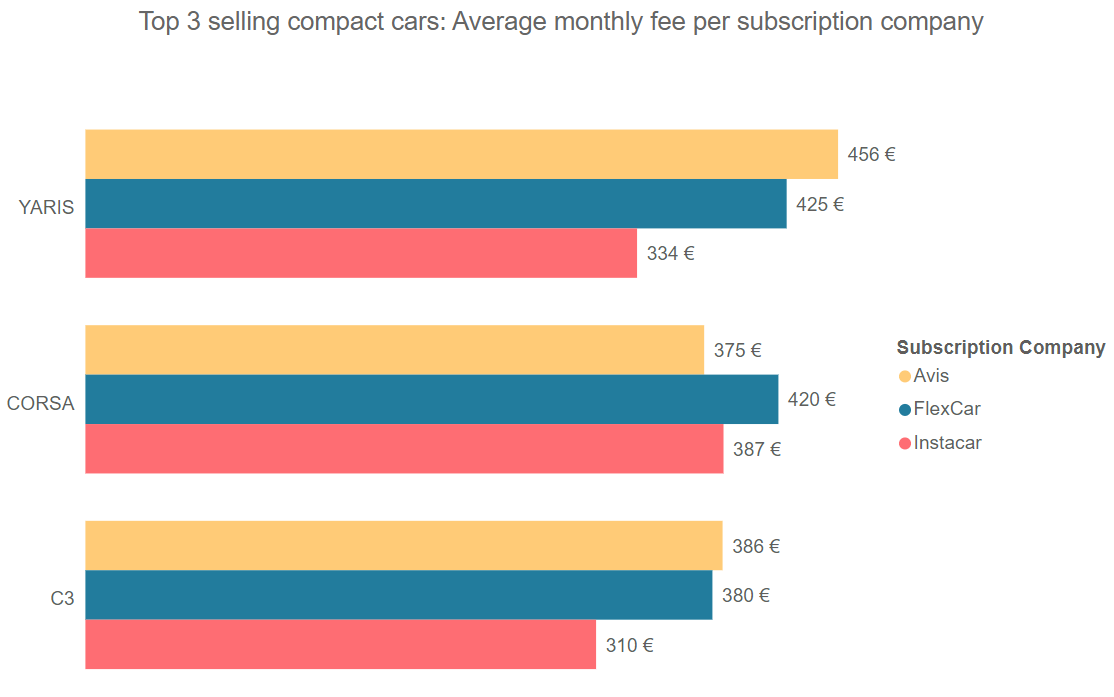 Top 3 selling compact cars: Average monthly fee per subscription company
YARIS
456 €
425 €
334 €
CORSA
375 €
420 €
387 €
C3
386 €
380 €
310 €
Subscription Company
Avis
FlexCar
Instacar